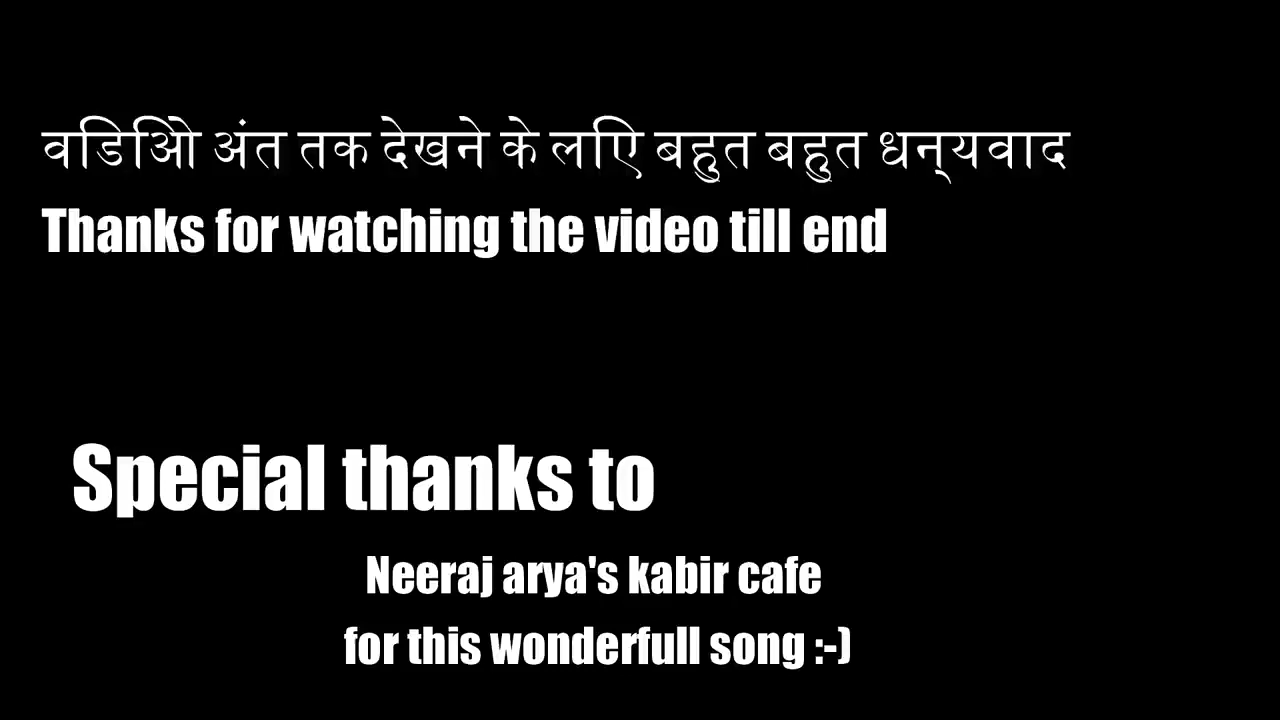 विडिओ अंत तक देखने के लिए बहुत बहुत धन्यवाद
Thanks for watching the video till end
Special thanks to
Neeraj arya's kabir cafe
for this wonderfull song :-)